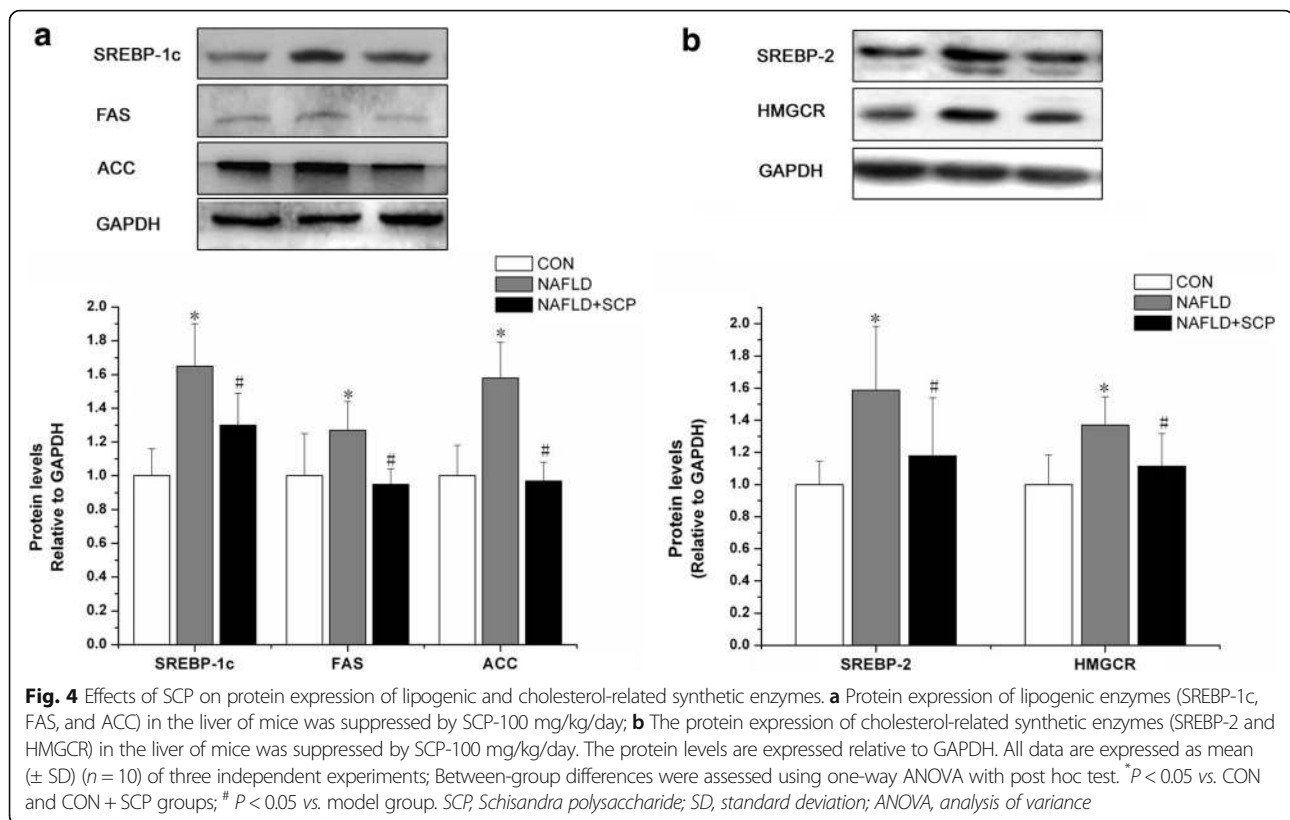 a
SREBP-1c
FAS
ACC
GAPDH
CON
NAFLD
NAFLD+SCP
Protein levels
Relative to GAPDH
2.0
1.8
1.6
1.4
1.2
1.0
0.8
0.6
0.4
0.2
0.0
*
#
*
#
*
#
SREBP-1c
FAS
ACC
b
SREBP-2
HMGCR
GAPDH
CON
NAFLD
NAFLD+SCP
Protein levels
(Relative to GAPDH)
2.0
1.8
1.6
1.4
1.2
1.0
0.8
0.6
0.4
0.2
0.0
*
#
*
#
SREBP-2
HMGCR
Fig. 4 Effects of SCP on protein expression of lipogenic and cholesterol-related synthetic enzymes. a Protein expression of lipogenic enzymes (SREBP-1c,
FAS, and ACC) in the liver of mice was suppressed by SCP-100 mg/kg/day; b The protein expression of cholesterol-related synthetic enzymes (SREBP-2 and
HMGCR) in the liver of mice was suppressed by SCP-100 mg/kg/day. The protein levels are expressed relative to GAPDH. All data are expressed as mean
(± SD) (n = 10) of three independent experiments; Between-group differences were assessed using one-way ANOVA with post hoc test. *P < 0.05 vs. CON
and CON + SCP groups; # P < 0.05 vs. model group. SCP, Schisandra polysaccharide; SD, standard deviation; ANOVA, analysis of variance